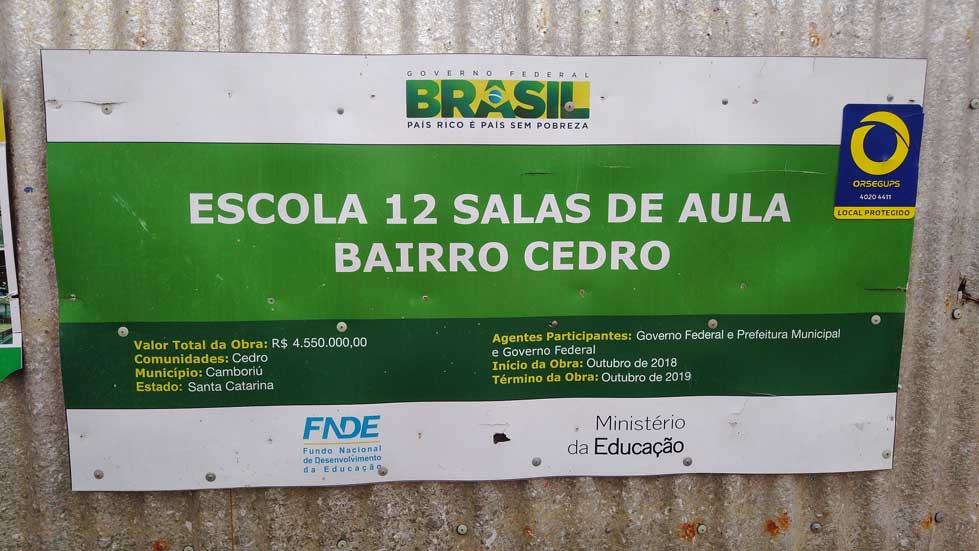 GOVERNO FEDERAL
BRASIL
PAÍS RICO É PAÍS SEM POBREZA
ORSEGUPS
4020 4411
LOCAL PROTEGIDO
ESCOLA 12 SALAS DE AULA
BAIRRO CEDRO
Valor Total da Obra: R$ 4.550.000,00
Comunidades: Cedro
Município: Camboriú
Estado: Santa Catarina
Agentes Participantes: Governo Federal e Prefeitura Municipal
e Governo Federal
Início da Obra: Outubro de 2018
Término da Obra: Outubro de 2019
FNDE
Fundo Nacional
de Desenvolvimento
da Educação
Ministério
da Educação